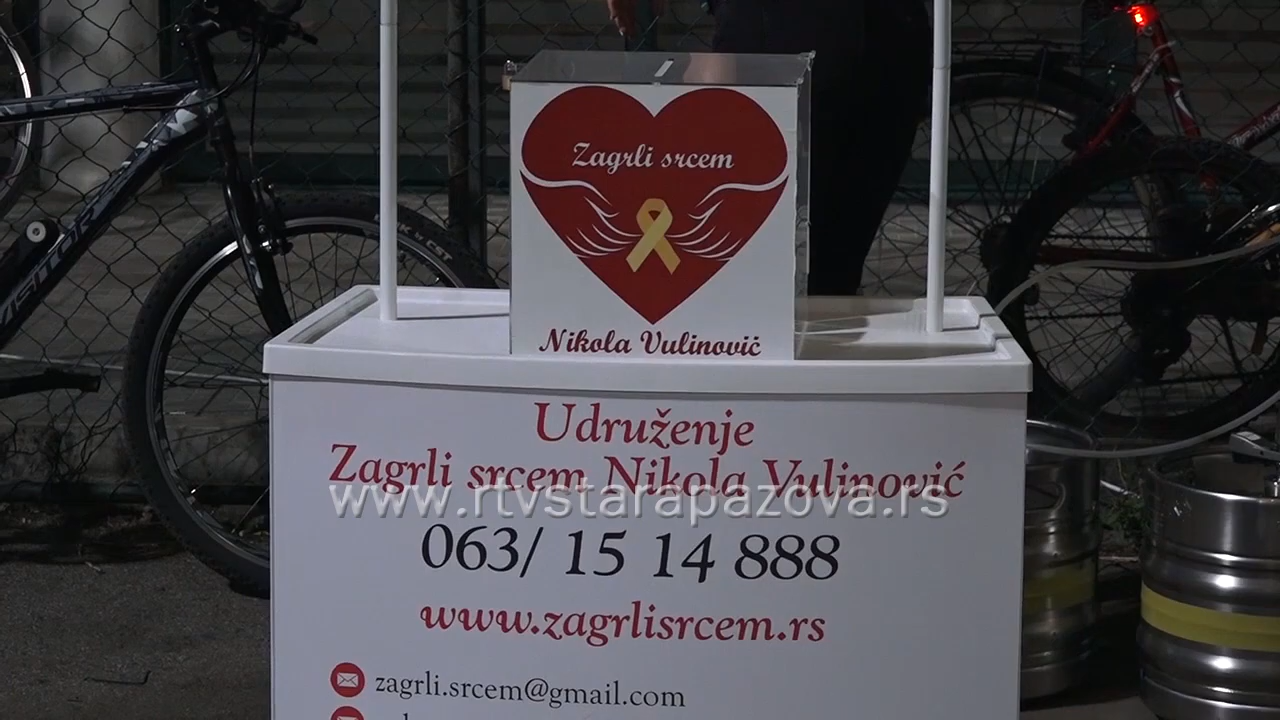 Zagrli srcem
Nikola Vulinović
Udruženje
Zagrli srcem Nikola Vulinović
www.rtvstarapazova.rs
063/ 15 14 888
www.zagrlisrcem.rs
zagrli.srcem@gmail.com
VISITOR